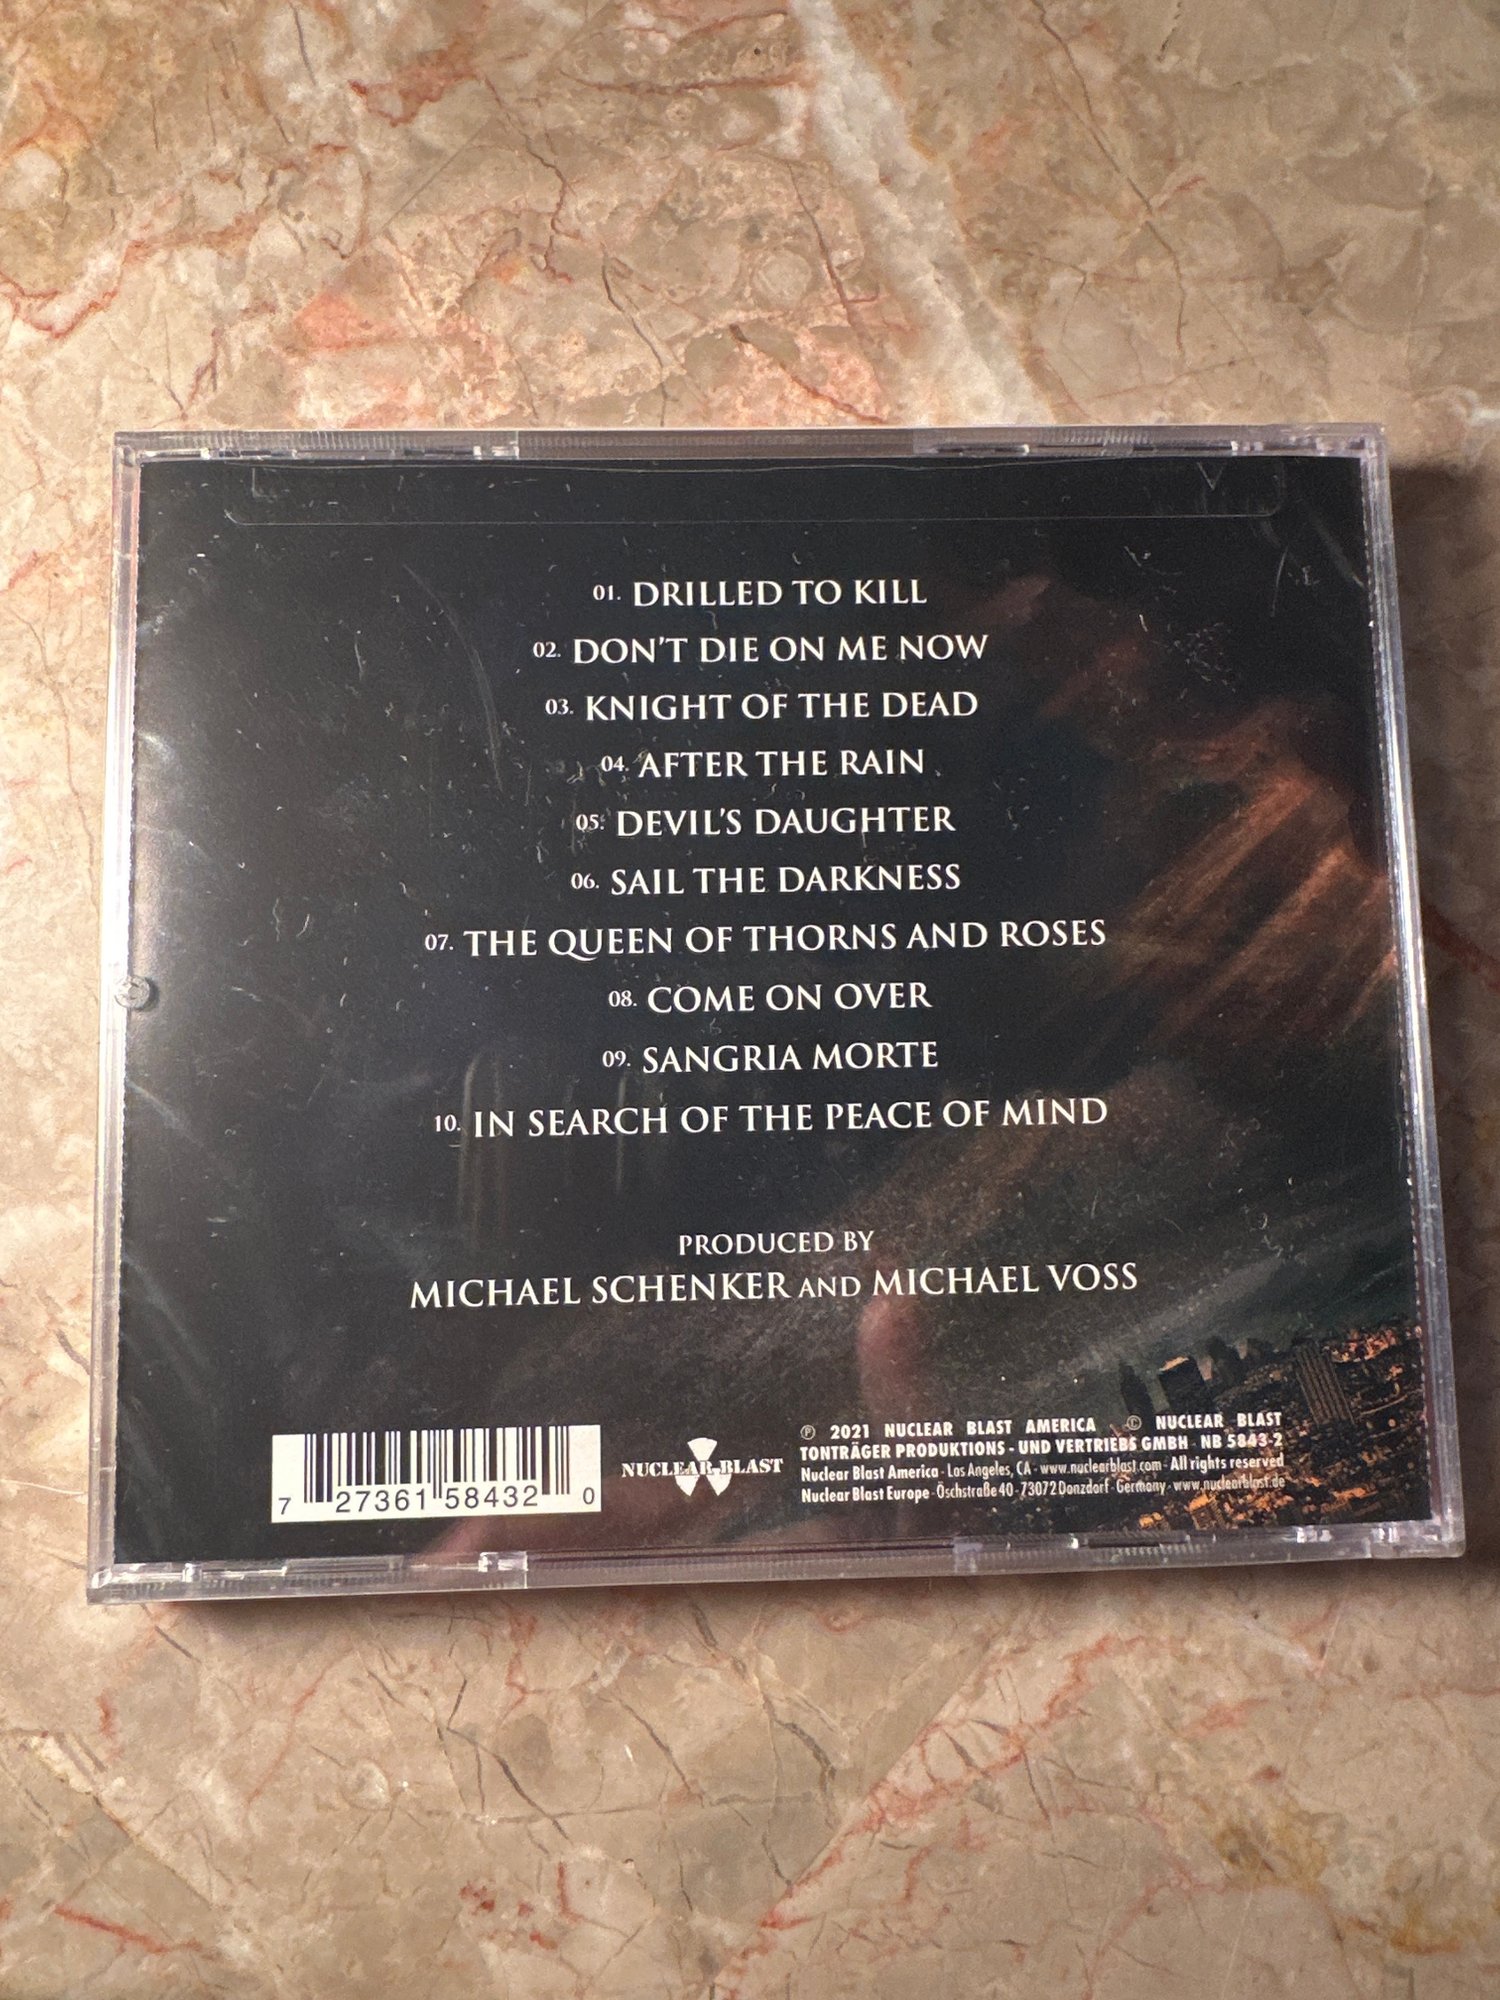 01. DRILLED TO KILL
02. DON'T DIE ON ME NOW
03. KNIGHT OF THE DEAD
04. AFTER THE RAIN
05. DEVIL'S DAUGHTER
06. SAIL THE DARKNESS
07. THE QUEEN OF THORNS AND ROSES
08. COME ON OVER
09. SANGRIA MORTE
10. IN SEARCH OF THE PEACE OF MIND
PRODUCED BY
MICHAEL SCHENKER AND MICHAEL VOSS
7 27361 58432 0
NUCLEAR BLAST
℗ 2021 NUCLEAR BLAST AMERICA © NUCLEAR BLAST
TONTRÄGER PRODUKTIONS - UND VERTRIEBS GMBH · NB 5843-2
Nuclear Blast America · Los Angeles, CA · www.nuclearblast.com · All rights reserved
Nuclear Blast Europe · Öschstraße 40 · 73072 Donzdorf · Germany · www.nuclearblast.de